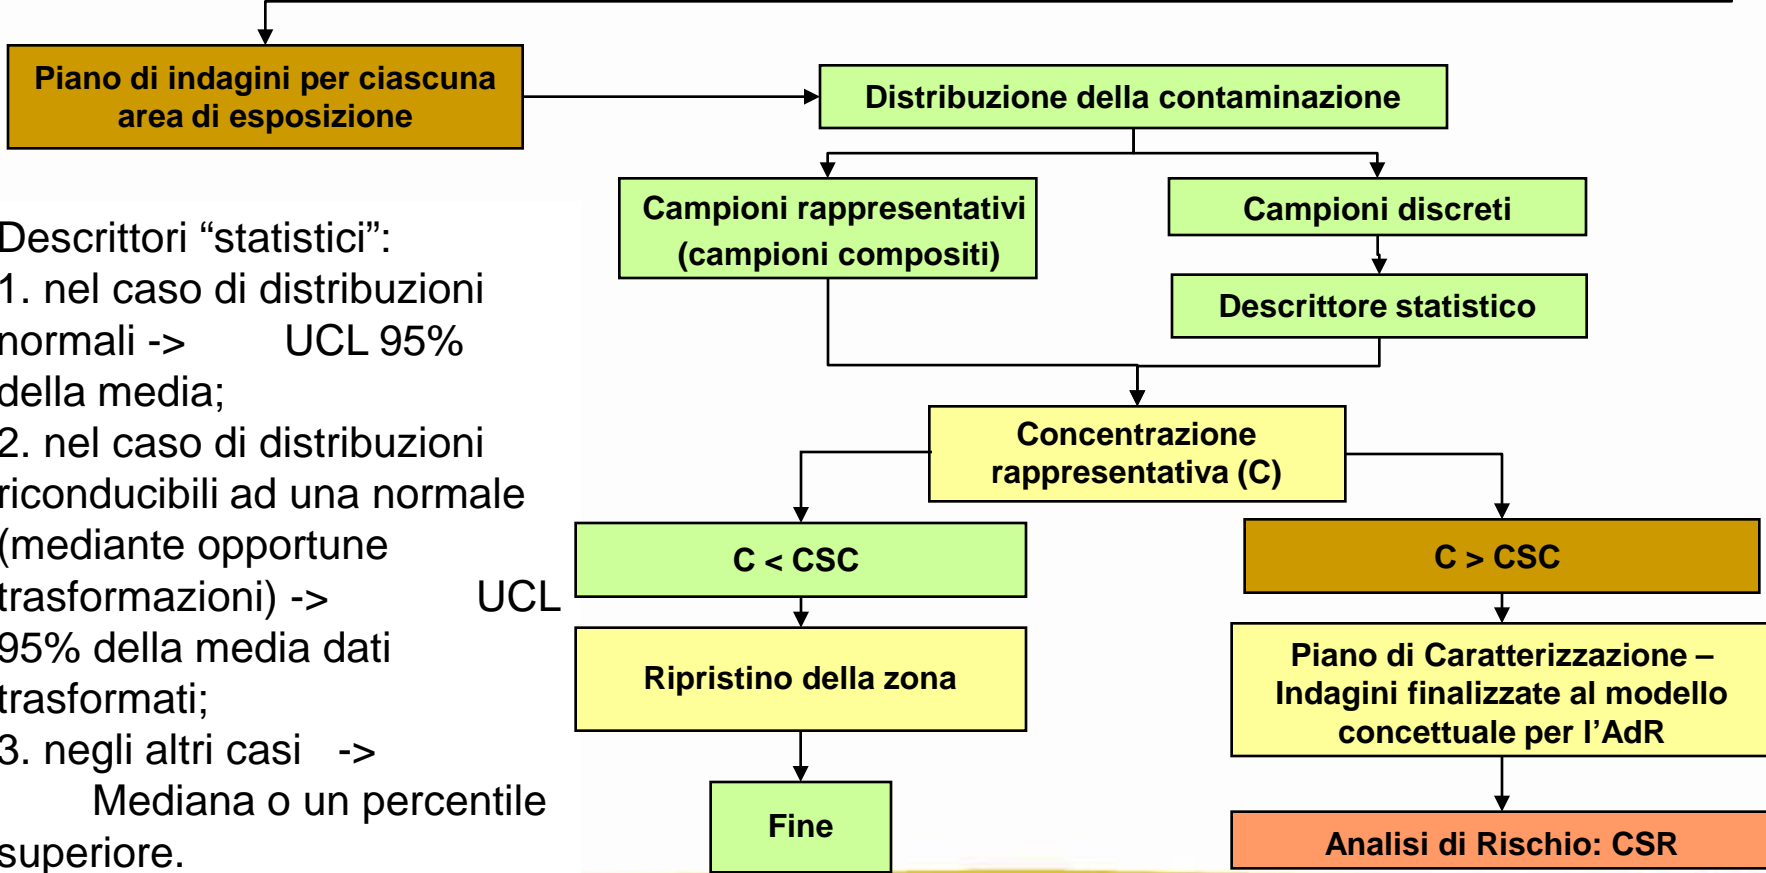 Piano di indagini per ciascuna
area di esposizione
Distribuzione della contaminazione
Campioni rappresentativi
(campioni compositi)
Campioni discreti
Descrittore statistico
Descrittori “statistici”:
1. nel caso di distribuzioni
normali -> UCL 95%
della media;
2. nel caso di distribuzioni
riconducibili ad una normale
(mediante opportune
trasformazioni) -> UCL
95% della media dati
trasformati;
3. negli altri casi ->
Mediana o un percentile
superiore.
Concentrazione
rappresentativa (C)
C < CSC
C > CSC
Ripristino della zona
Piano di Caratterizzazione –
Indagini finalizzate al modello
concettuale per l’AdR
Fine
Analisi di Rischio: CSR